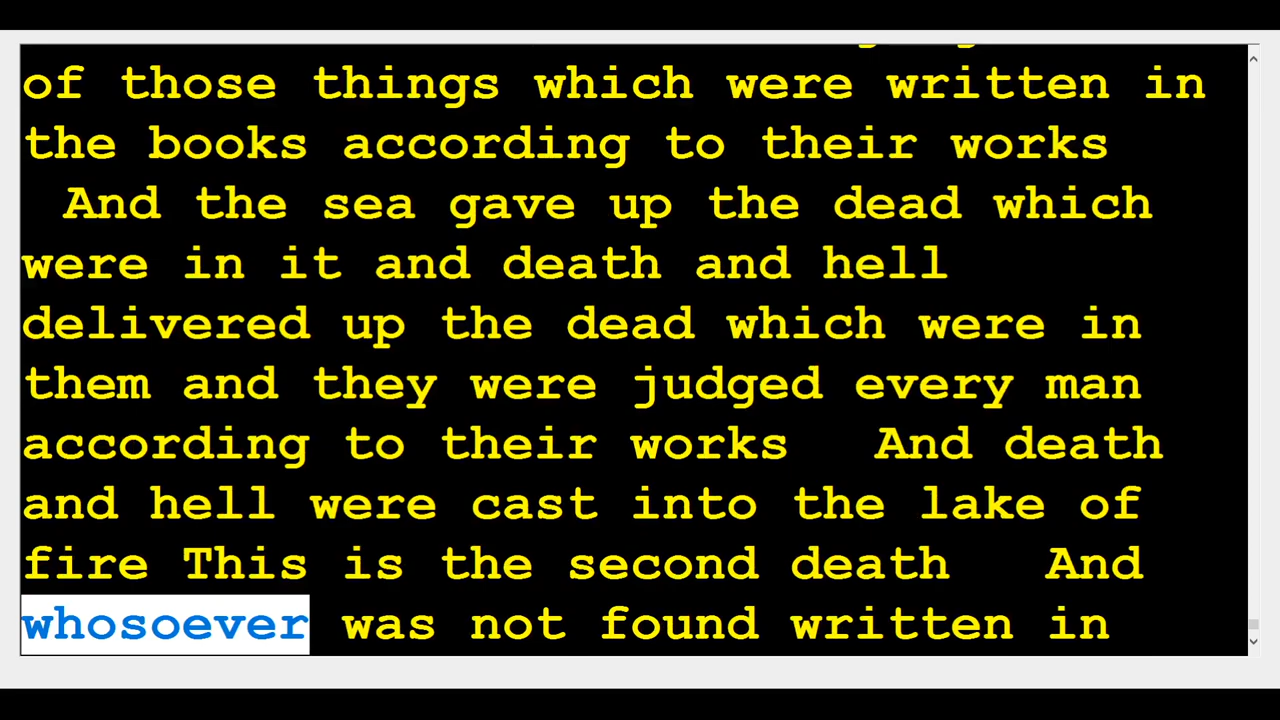 of those things which were written in
the books according to their works
And the sea gave up the dead which
were in it and death and hell
delivered up the dead which were in
them and they were judged every man
according to their works   And death
and hell were cast into the lake of
fire This is the second death   And
whosoever was not found written in